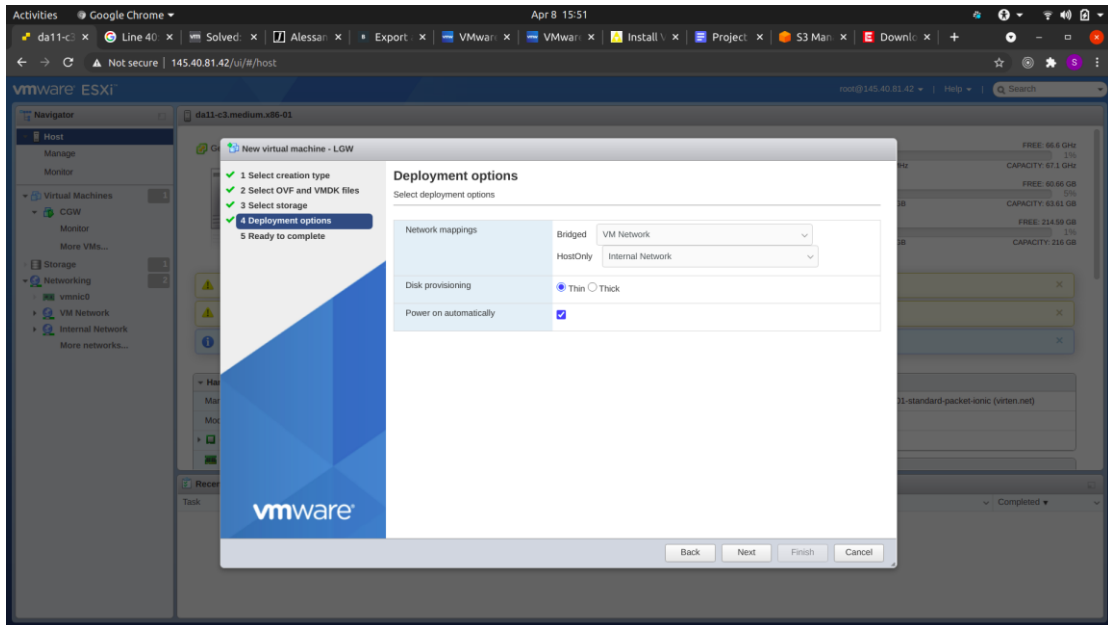 Activities Google Chrome Apr 8 15:51
da11-c3 Line 40: Solved: Alessan Export VMware VMware Install V Project S3 Man Downlo
Not secure 145.40.81.42/ui/#/host S
vmware ESXi root@145.40.81.42 | Help | Search
Navigator da11-c3.medium.x86-01
Host
Manage
Monitor
Virtual Machines 1
CGW
Monitor
More VMs...
Storage 1
Networking 2
vmnic0
VM Network
Internal Network
More networks...
FREE: 66.6 GHz
1%
CAPACITY: 67.1 GHz
FREE: 60.66 GB
5%
CAPACITY: 63.61 GB
FREE: 214.59 GB
1%
CAPACITY: 216 GB
New virtual machine - LGW
1 Select creation type
2 Select OVF and VMDK files
3 Select storage
4 Deployment options
5 Ready to complete
vmware
Deployment options
Select deployment options
Network mappings Bridged VM Network
HostOnly Internal Network
Disk provisioning Thin Thick
Power on automatically
Back Next Finish Cancel
01-standard-packet-ionic (virten.net)
Recen
Task Completed